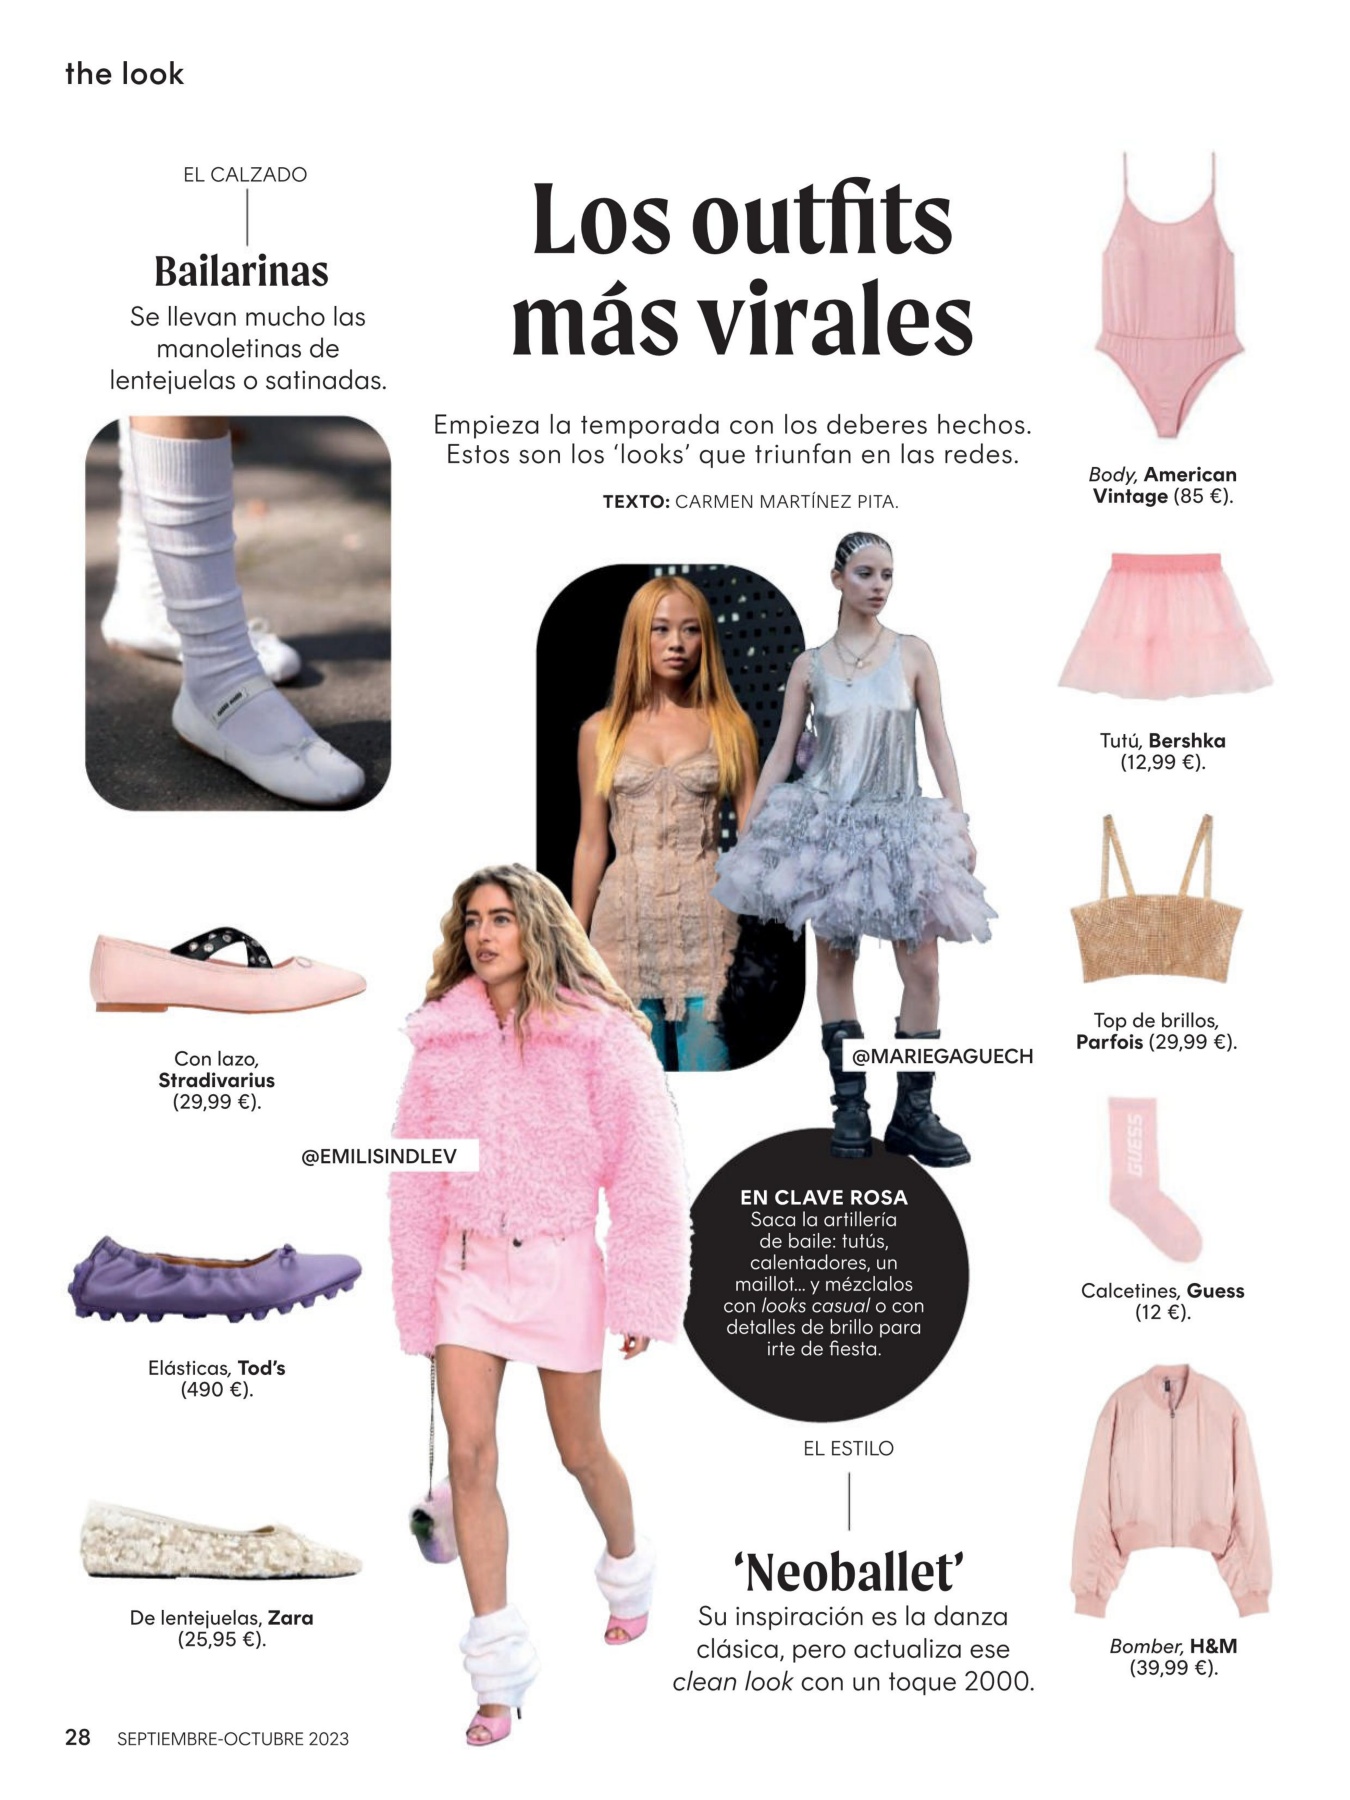 the look
EL CALZADO
Bailarinas
Se llevan mucho las
manoletinas de
lentejuelas o satinadas.
Los outfits
más virales
Empieza la temporada con los deberes hechos.
Estos son los ‘looks’ que triunfan en las redes.
TEXTO: CARMEN MARTÍNEZ PITA.
Con lazo,
Stradivarius
(29,99 €).
Elásticas, Tod’s
(490 €).
De lentejuelas, Zara
(25,95 €).
@MARIEGAGUECH
@EMILISINDLEV
EN CLAVE ROSA
Saca la artillería
de baile: tutús,
calentadores, un
maillot... y mézclalos
con looks casual o con
detalles de brillo para
irte de fiesta.
EL ESTILO
‘Neoballet’
Su inspiración es la danza
clásica, pero actualiza ese
clean look con un toque 2000.
Body, American
Vintage (85 €).
Tutú, Bershka
(12,99 €).
Top de brillos,
Parfois (29,99 €).
GUESS
Calcetines, Guess
(12 €).
Bomber, H&M
(39,99 €).
28 SEPTIEMBRE-OCTUBRE 2023